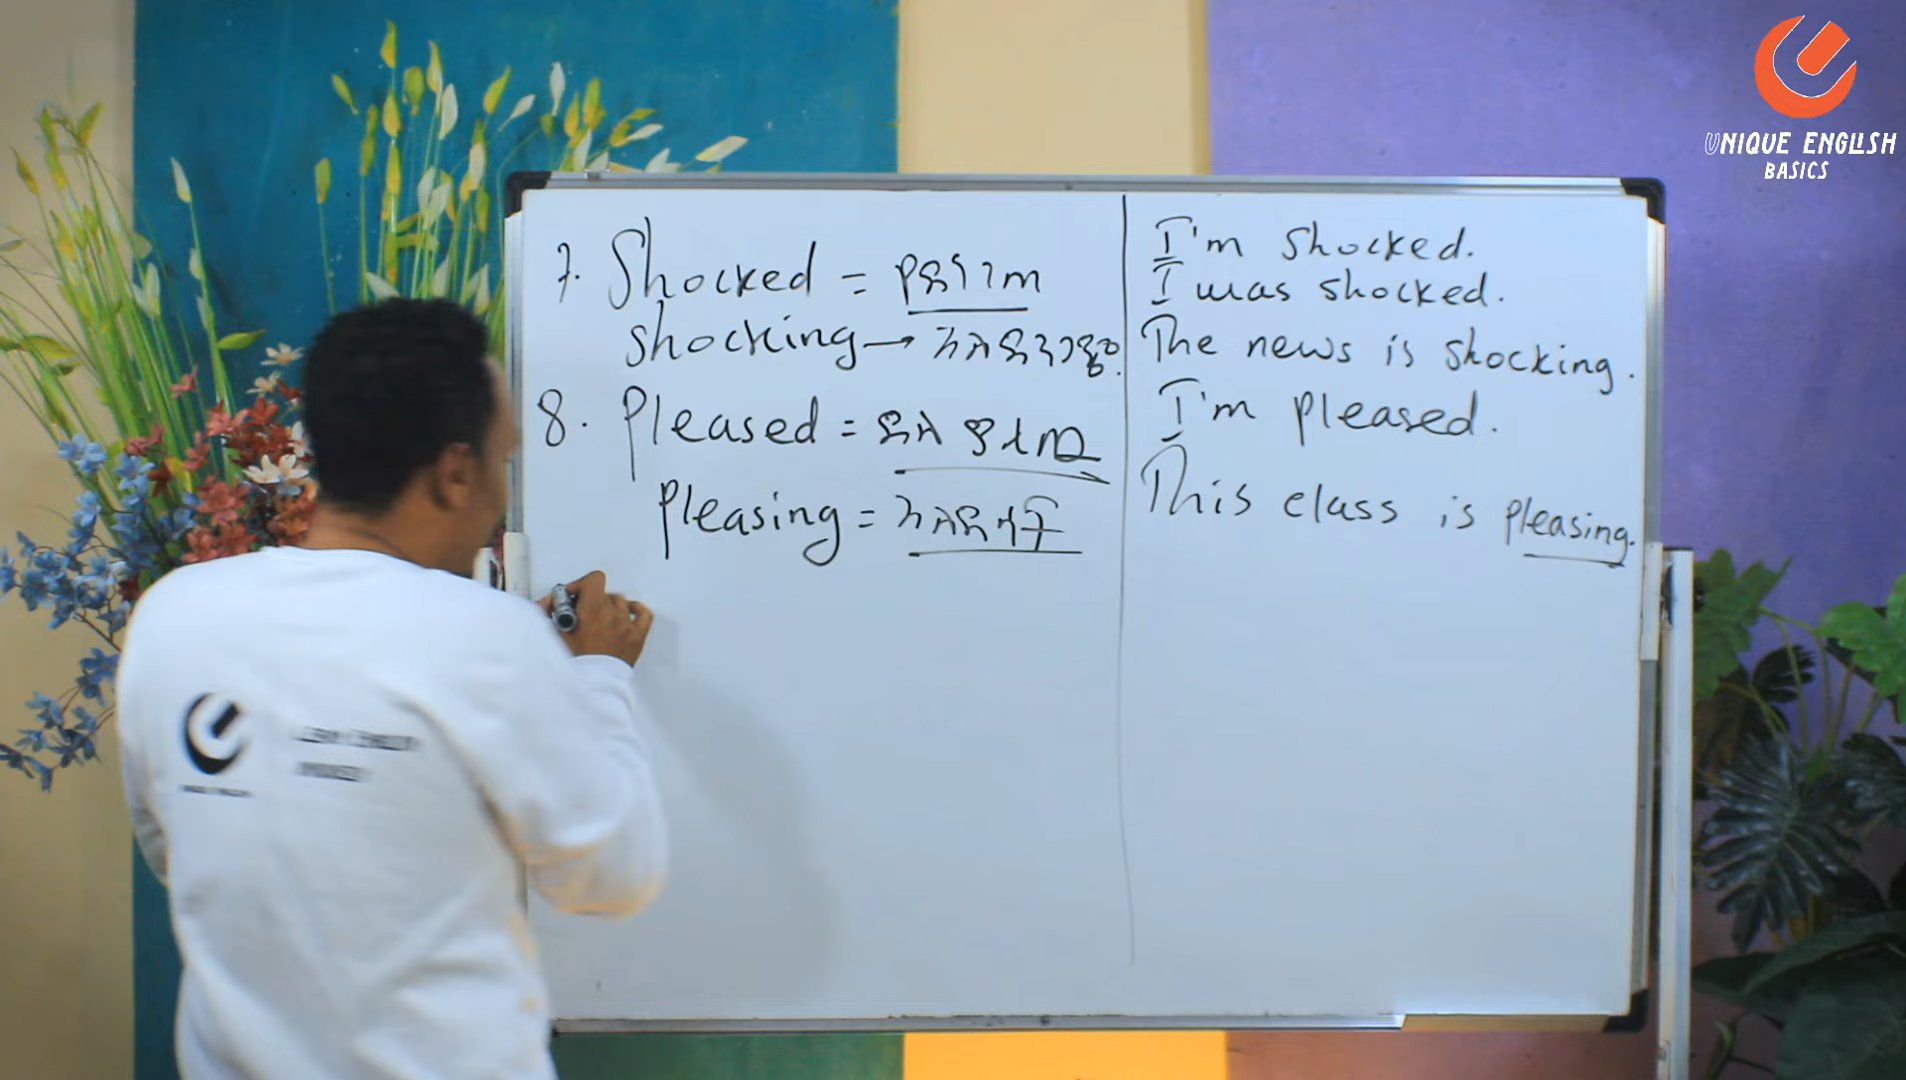 UNIQUE ENGLISH
BASICS
7. Shocked = የደነገጠ
shocking → አስደንጋጭ.
8. Pleased = ደስ ያለው
Pleasing = አስደሳች
I'm shocked.
I was shocked.
The news is shocking.
I'm pleased.
This class is pleasing.